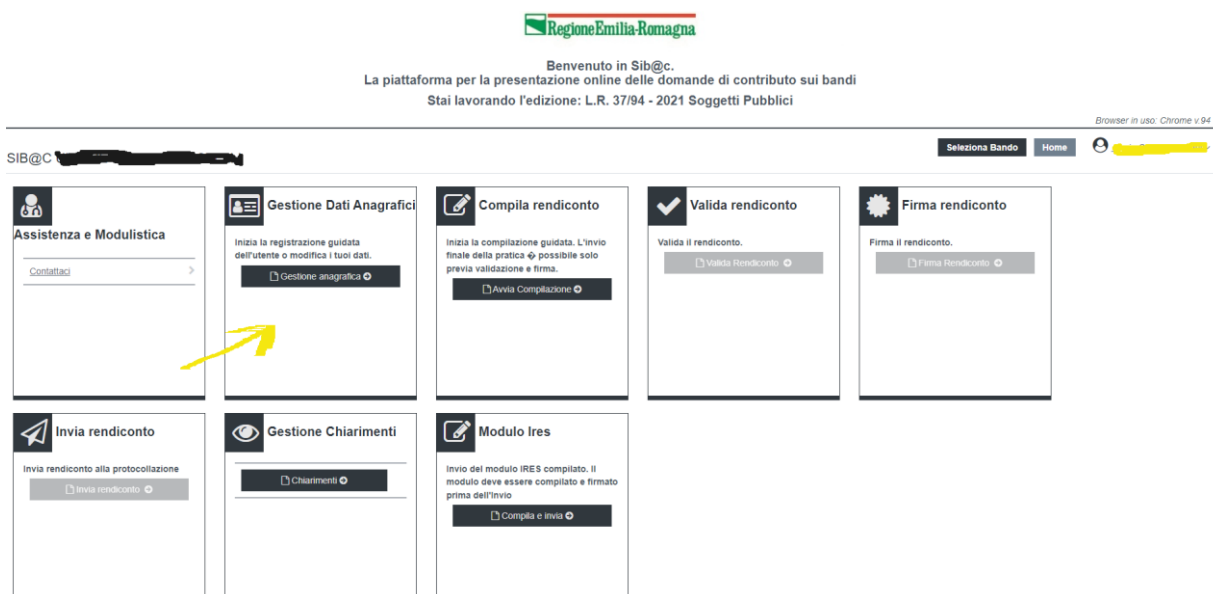 RegioneEmilia-Romagna
Benvenuto in Sib@c.
La piattaforma per la presentazione online delle domande di contributo sui bandi
Stai lavorando l'edizione: L.R. 37/94 - 2021 Soggetti Pubblici
Browser in uso: Chrome v.94
SIB@C
Seleziona Bando
Home
Assistenza e Modulistica
Contattaci
Gestione Dati Anagrafici
Inizia la registrazione guidata
dell'utente o modifica i tuoi dati.
Gestione anagrafica
Compila rendiconto
Inizia la compilazione guidata. L'invio
finale della pratica � possibile solo
previa validazione e firma.
Avvia Compilazione
Valida rendiconto
Valida il rendiconto.
Valida Rendiconto
Firma rendiconto
Firma il rendiconto.
Firma Rendiconto
Invia rendiconto
Invia rendiconto alla protocollazione
Invia rendiconto
Gestione Chiarimenti
Chiarimenti
Modulo Ires
Invio del modulo IRES compilato. Il
modulo deve essere compilato e firmato
prima dell'Invio
Compila e invia